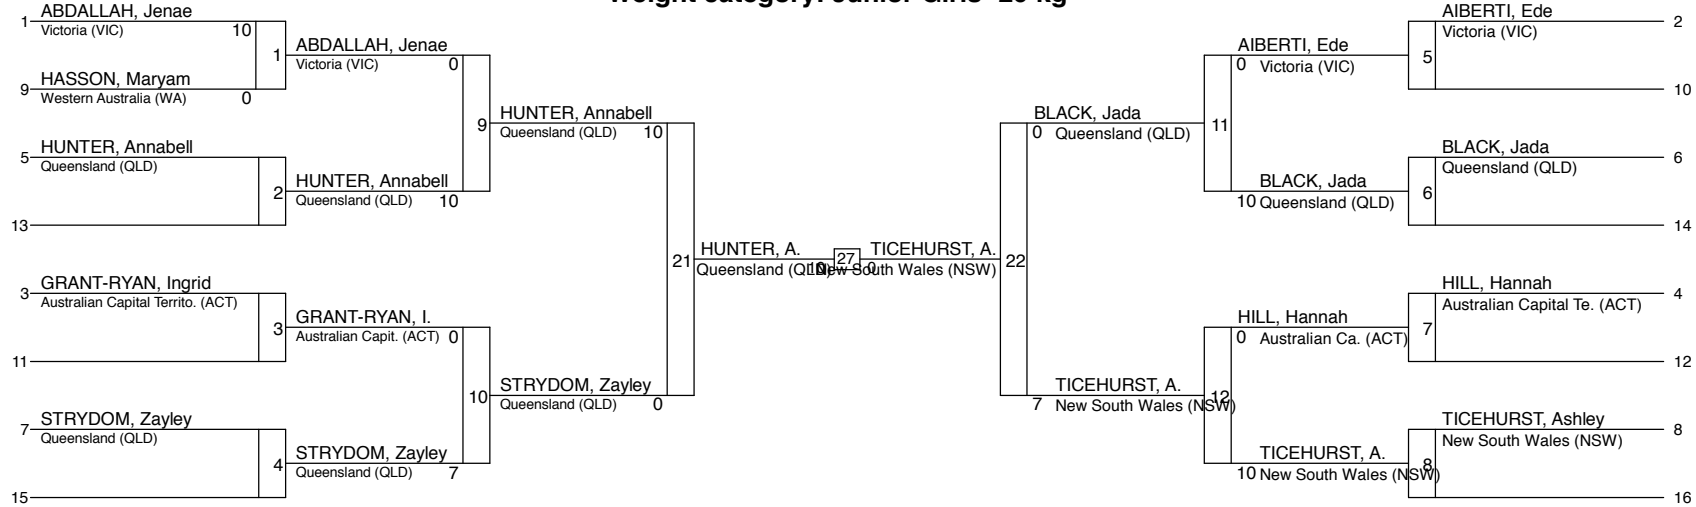 Weight category: Junior Girls -28 kg
1
ABDALLAH, Jenae
Victoria (VIC)
10
1
9
HASSON, Maryam
Western Australia (WA)
0
ABDALLAH, Jenae
Victoria (VIC)
0
9
5
HUNTER, Annabell
Queensland (QLD)
2
13
HUNTER, Annabell
Queensland (QLD)
10
HUNTER, Annabell
Queensland (QLD)
10
21
3
GRANT-RYAN, Ingrid
Australian Capital Territo. (ACT)
3
11
GRANT-RYAN, I.
Australian Capit. (ACT)
0
10
7
STRYDOM, Zayley
Queensland (QLD)
4
15
STRYDOM, Zayley
Queensland (QLD)
7
STRYDOM, Zayley
Queensland (QLD)
0
HUNTER, A.
Queensland (QLD)
10
27
TICEHURST, A.
New South Wales (NSW)
0
22
BLACK, Jada
0
Queensland (QLD)
11
AIBERTI, Ede
0
Victoria (VIC)
5
AIBERTI, Ede
Victoria (VIC)
2
10
BLACK, Jada
10
Queensland (QLD)
6
BLACK, Jada
Queensland (QLD)
6
14
TICEHURST, A.
7
New South Wales (NSW)
12
HILL, Hannah
0
Australian Ca. (ACT)
7
HILL, Hannah
Australian Capital Te. (ACT)
4
12
TICEHURST, A.
10
New South Wales (NSW)
8
TICEHURST, Ashley
New South Wales (NSW)
8
16